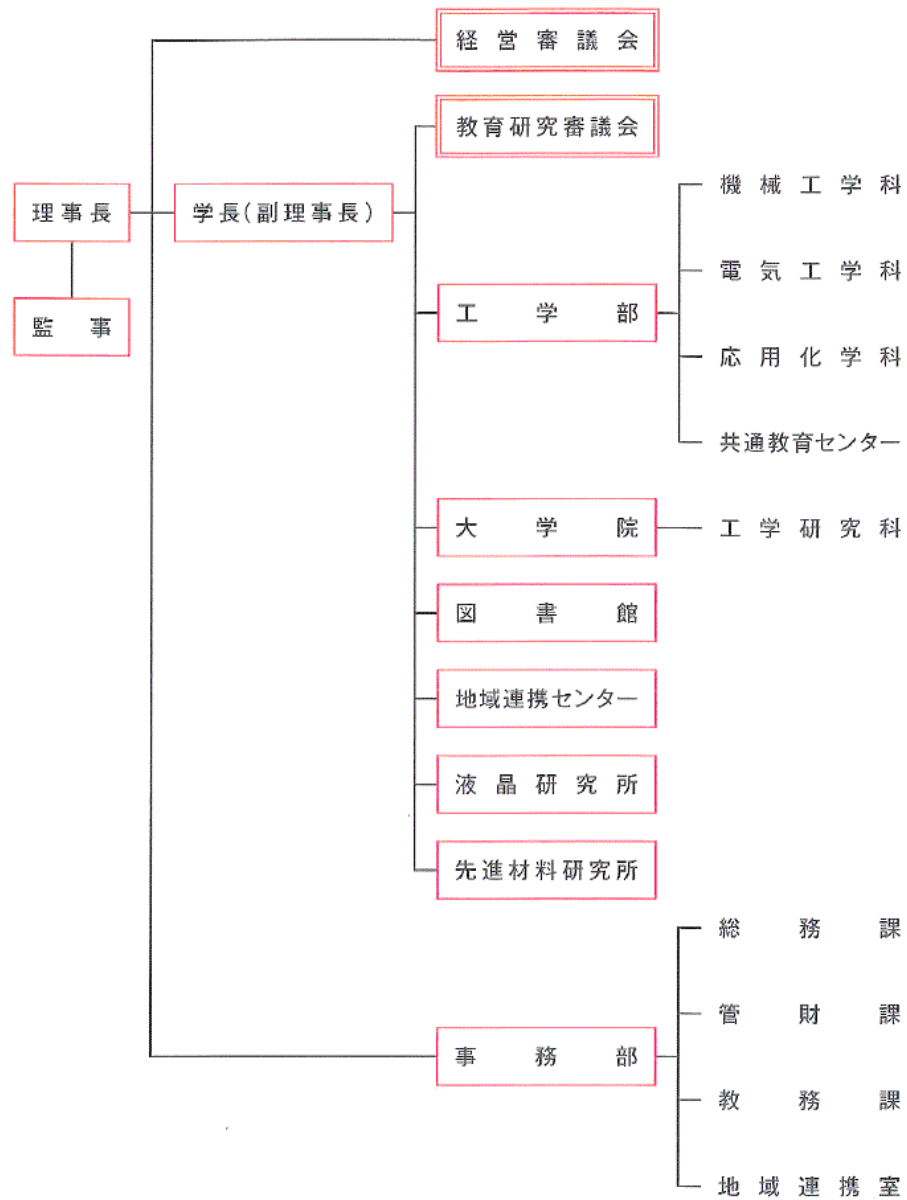 経営審議会
教育研究審議会
機械工学科
理事長
学長(副理事長)
電気工学科
工学部
監事
応用化学科
共通教育センター
大学院
工学研究科
図書館
地域連携センター
液晶研究所
先進材料研究所
総務課
管財課
事務部
教務課
地域連携室